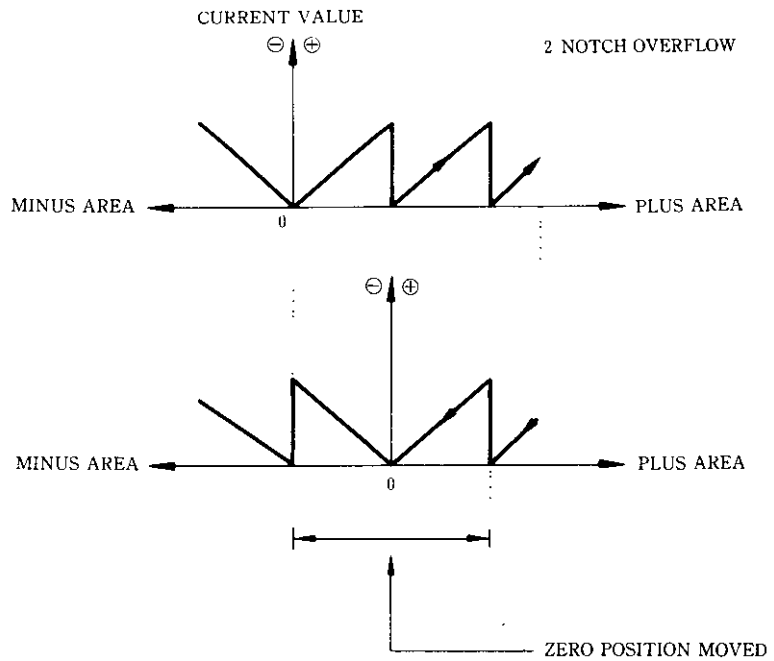 CURRENT VALUE
⊖ ⊕
2 NOTCH OVERFLOW
MINUS AREA
PLUS AREA
0
⊖ ⊕
MINUS AREA
PLUS AREA
0
ZERO POSITION MOVED